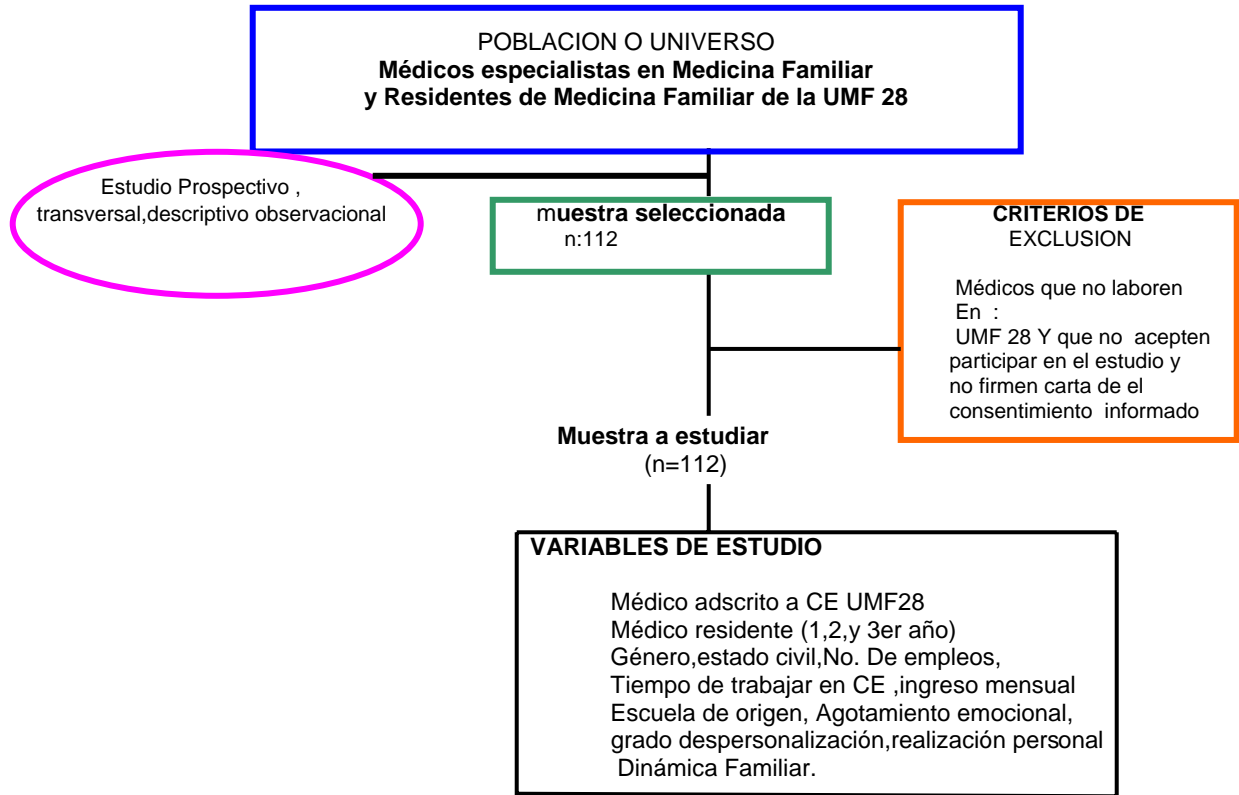 POBLACION O UNIVERSO
Médicos especialistas en Medicina Familiar
y Residentes de Medicina Familiar de la UMF 28
Estudio Prospectivo ,
transversal,descriptivo observacional
muestra seleccionada
n:112
CRITERIOS DE
EXCLUSION
Médicos que no laboren
En :
UMF 28 Y que no acepten
participar en el estudio y
no firmen carta de el
consentimiento informado
Muestra a estudiar
(n=112)
VARIABLES DE ESTUDIO
Médico adscrito a CE UMF28
Médico residente (1,2,y 3er año)
Género,estado civil,No. De empleos,
Tiempo de trabajar en CE ,ingreso mensual
Escuela de origen, Agotamiento emocional,
grado despersonalización,realización personal
Dinámica Familiar.